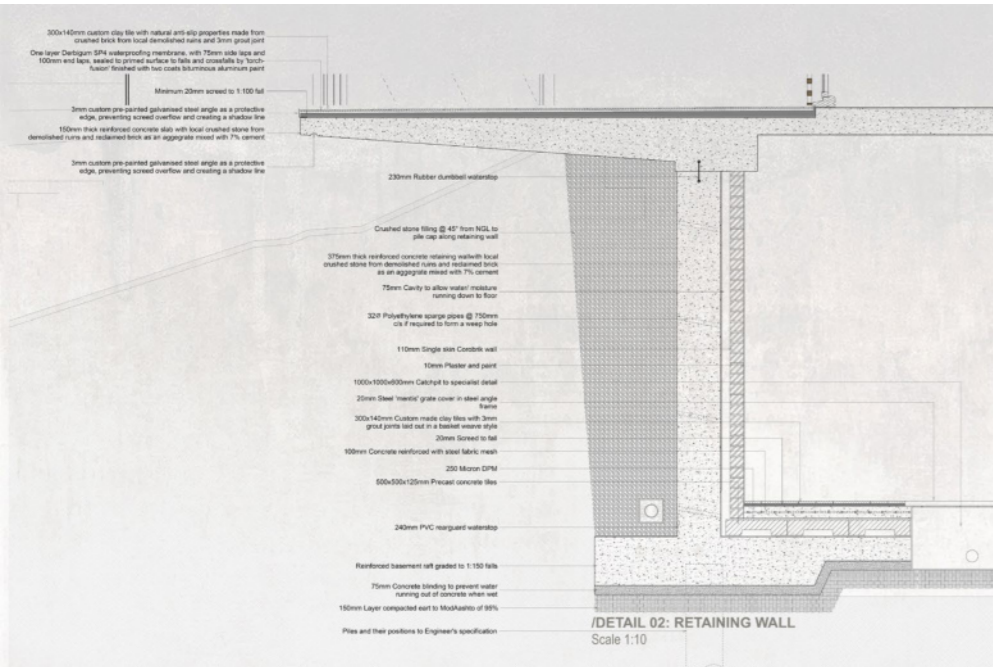 300x140mm custom clay tile with natural anti-slip properties made from
crushed brick from local demolished ruins and 3mm grout joint
One layer Derbigum SP4 waterproofing membrane, with 75mm side laps and
100mm end laps, sealed to primed surface to falls and crossfalls by 'torch-
fusion' finished with two coats bituminous aluminum paint
Minimum 20mm screed to 1:100 fall
3mm custom pre-painted galvanised steel angle as a protective
edge, preventing screed overflow and creating a shadow line
150mm thick reinforced concrete slab with local crushed stone from
demolished ruins and reclaimed brick as an aggegrate mixed with 7% cement
3mm custom pre-painted galvanised steel angle as a protective
edge, preventing screed overflow and creating a shadow line
230mm Rubber dumbbell waterstop
Crushed stone filling @ 45° from NGL to
pile cap along retaining wall
375mm thick reinforced concrete retaining wallwith local
crushed stone from demolished ruins and reclaimed brick
as an aggegrate mixed with 7% cement
75mm Cavity to allow water/ moisture
running down to floor
32Ø Polyethylene sparge pipes @ 750mm
c/s if required to form a weep hole
110mm Single skin Corobrik wall
10mm Plaster and paint
1000x1000x600mm Catchpit to specialist detail
20mm Steel 'mentis' grate cover in steel angle
frame
300x140mm Custom made clay tiles with 3mm
grout joints laid out in a basket weave style
20mm Screed to fall
100mm Concrete reinforced with steel fabric mesh
250 Micron DPM
500x500x125mm Precast concrete tiles
240mm PVC rearguard waterstop
Reinforced basement raft graded to 1:150 falls
75mm Concrete blinding to prevent water
running out of concrete when wet
150mm Layer compacted eart to ModAashto of 95%
Piles and their positions to Engineer's specification
/DETAIL 02: RETAINING WALL
Scale 1:10